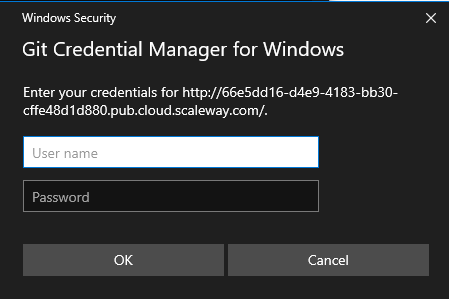 Windows Security
Git Credential Manager for Windows
Enter your credentials for http://66e5dd16-d4e9-4183-bb30-
cffe48d1d880.pub.cloud.scaleway.com/.
User name
Password
OK
Cancel